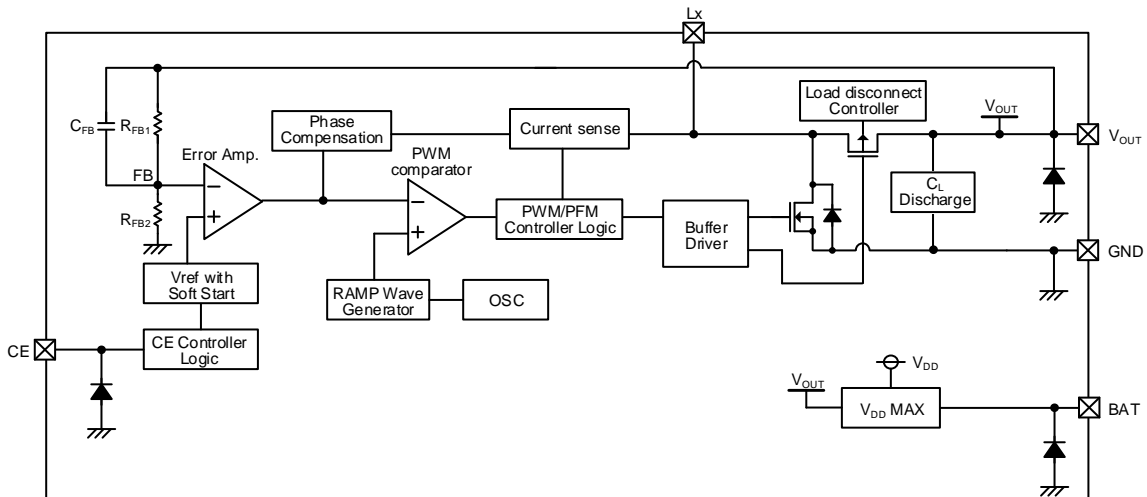 Lx
Phase
Compensation
Current sense
Load disconnect
Controller
VOUT
VOUT
CFB
RFB1
FB
RFB2
Error Amp.
PWM
comparator
PWM/PFM
Controller Logic
Buffer
Driver
CL
Discharge
GND
Vref with
Soft Start
RAMP Wave
Generator
OSC
CE
CE Controller
Logic
VOUT
VDD
VDD MAX
BAT